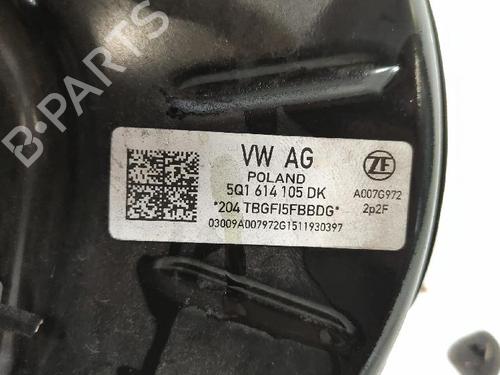 B-PARTS
VW AG
POLAND
5Q1 614 105 DK
*204 TBGFI5FBBDG*
03009A007972G1511930397
ZF
A007G972
2p2F